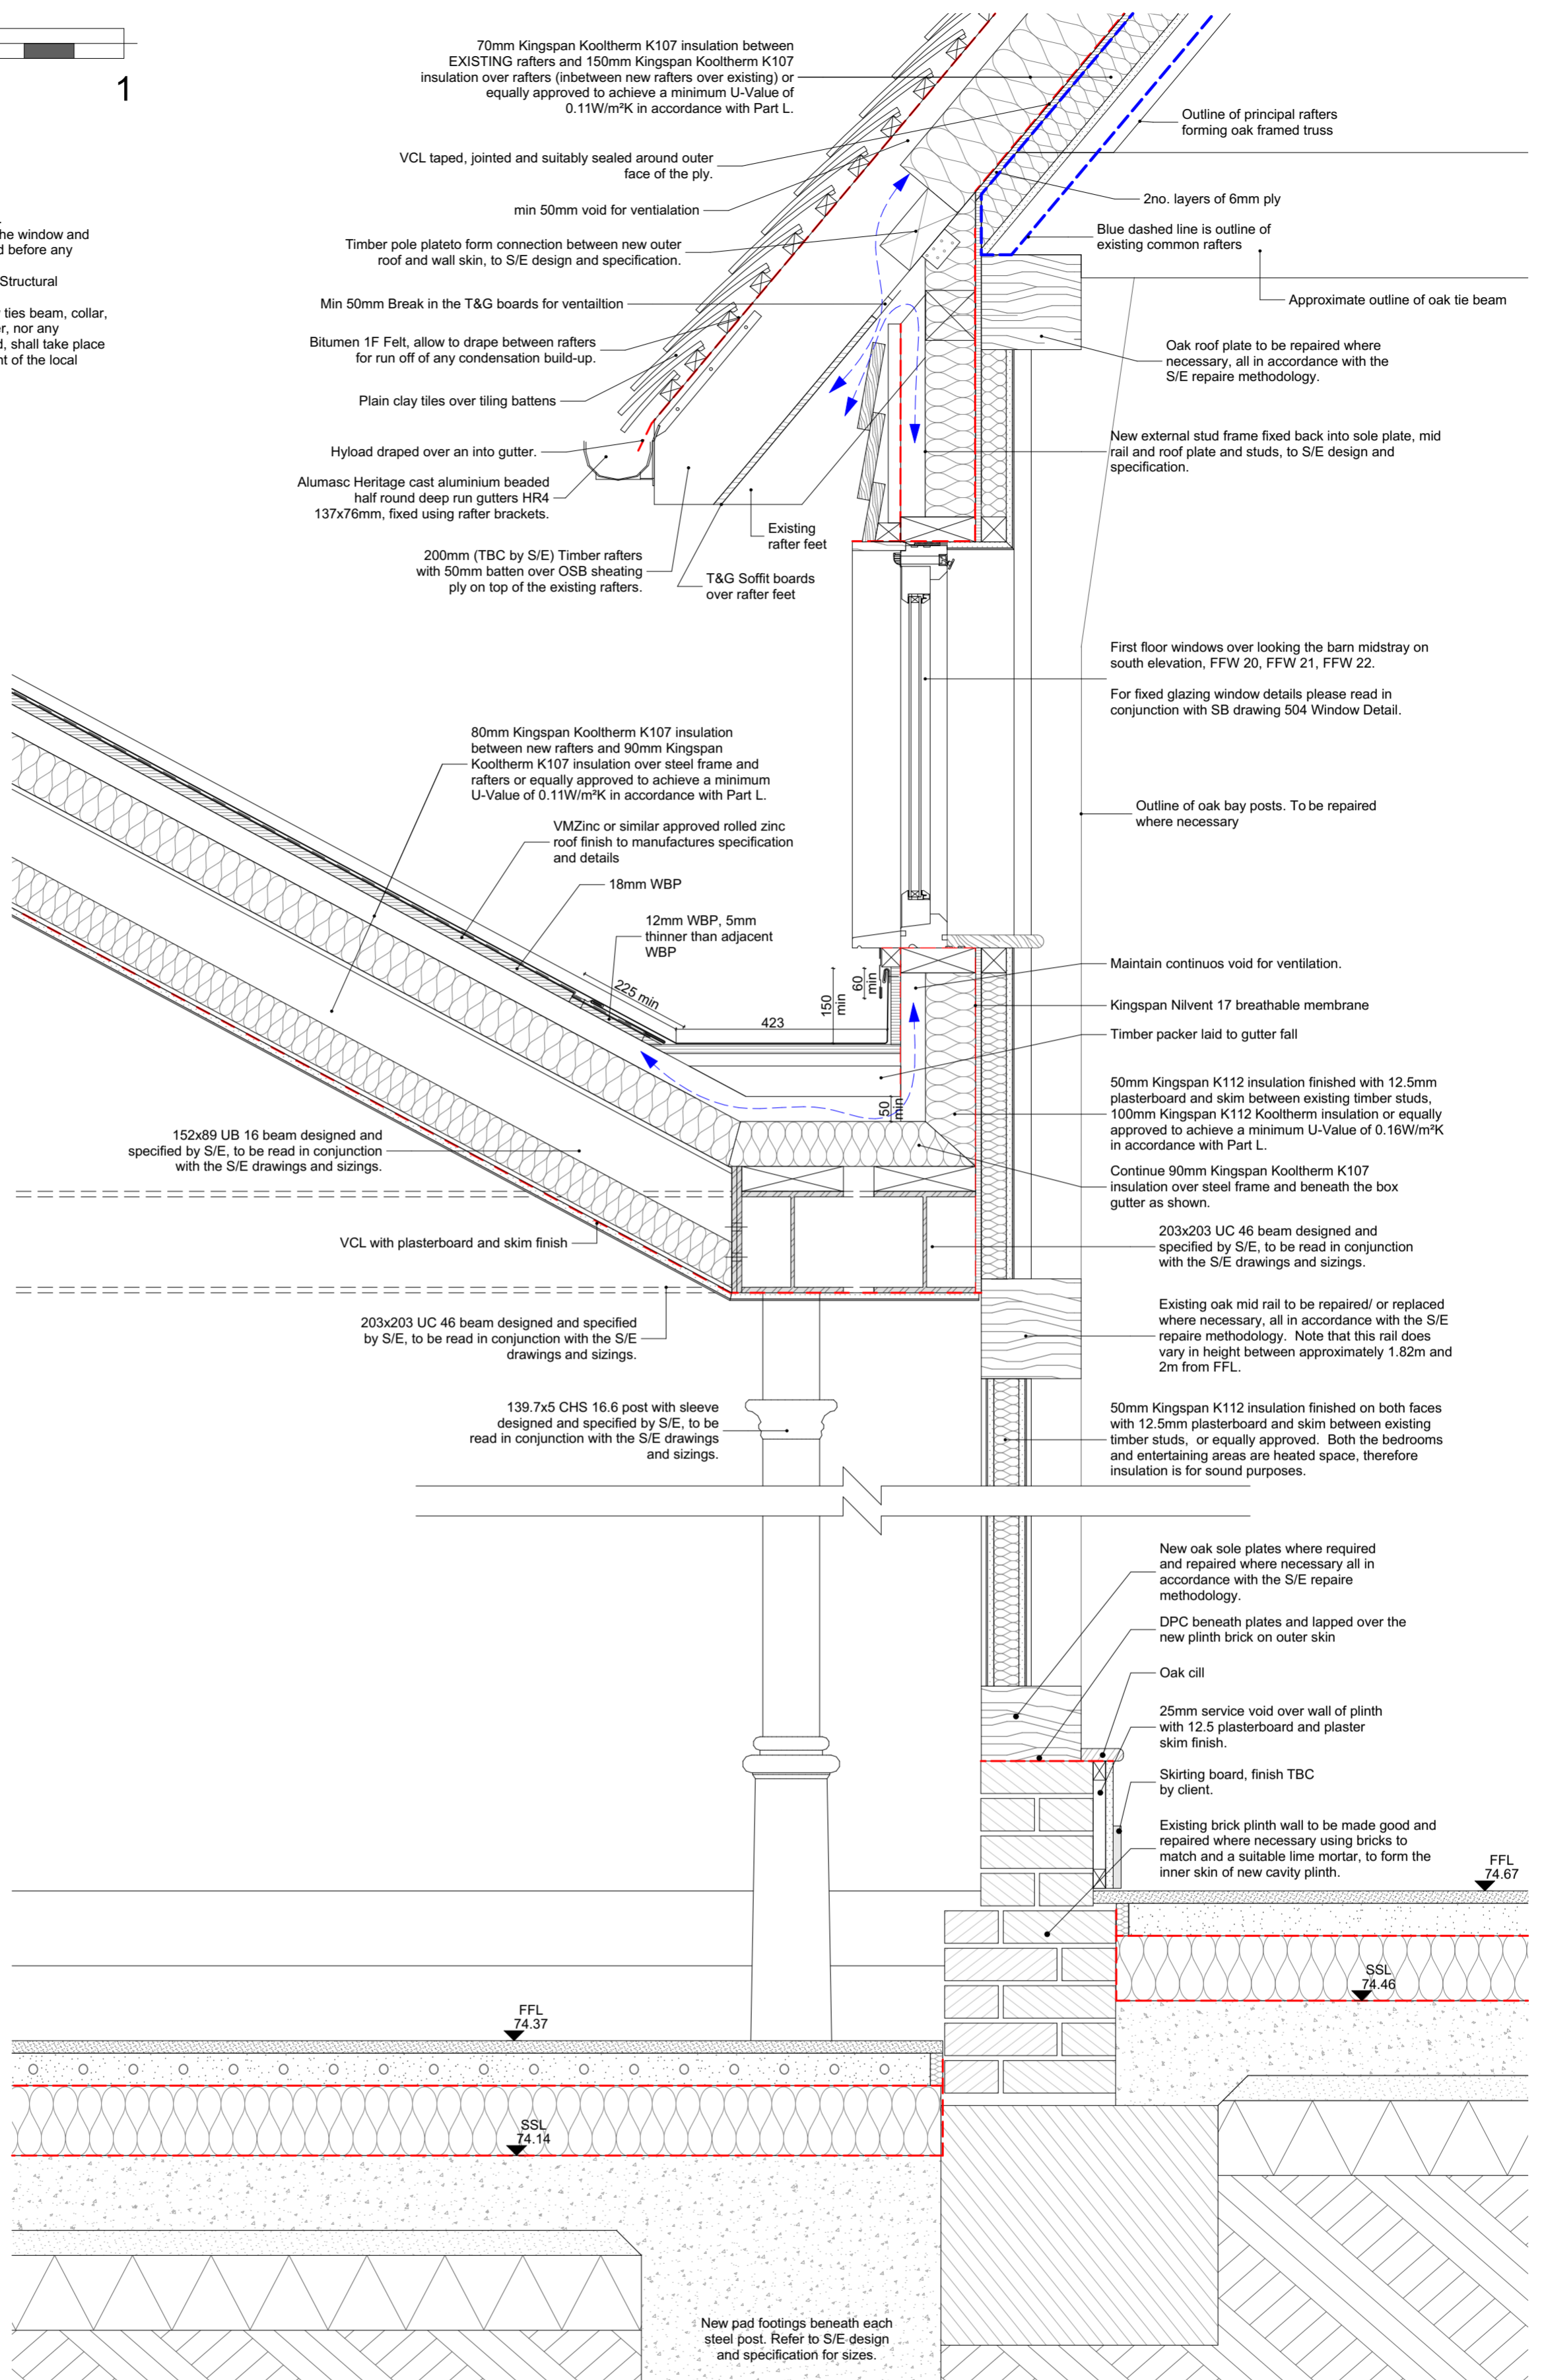 1
he window and
d before any
Structural
ties beam, collar,
er, nor any
d, shall take place
nt of the local
70mm Kingspan Kooltherm K107 insulation between
EXISTING rafters and 150mm Kingspan Kooltherm K107
insulation over rafters (inbetween new rafters over existing) or
equally approved to achieve a minimum U-Value of
0.11W/m²K in accordance with Part L.
VCL taped, jointed and suitably sealed around outer
face of the ply.
min 50mm void for ventialation
Timber pole plateto form connection between new outer
roof and wall skin, to S/E design and specification.
Min 50mm Break in the T&G boards for ventailtion
Bitumen 1F Felt, allow to drape between rafters
for run off of any condensation build-up.
Plain clay tiles over tiling battens
Hyload draped over an into gutter.
Alumasc Heritage cast aluminium beaded
half round deep run gutters HR4
137x76mm, fixed using rafter brackets.
200mm (TBC by S/E) Timber rafters
with 50mm batten over OSB sheating
ply on top of the existing rafters.
Existing
rafter feet
T&G Soffit boards
over rafter feet
Outline of principal rafters
forming oak framed truss
2no. layers of 6mm ply
Blue dashed line is outline of
existing common rafters
Approximate outline of oak tie beam
Oak roof plate to be repaired where
necessary, all in accordance with the
S/E repaire methodology.
New external stud frame fixed back into sole plate, mid
rail and roof plate and studs, to S/E design and
specification.
First floor windows over looking the barn midstray on
south elevation, FFW 20, FFW 21, FFW 22.
For fixed glazing window details please read in
conjunction with SB drawing 504 Window Detail.
80mm Kingspan Kooltherm K107 insulation
between new rafters and 90mm Kingspan
Kooltherm K107 insulation over steel frame and
rafters or equally approved to achieve a minimum
U-Value of 0.11W/m²K in accordance with Part L.
VMZinc or similar approved rolled zinc
roof finish to manufactures specification
and details
18mm WBP
12mm WBP, 5mm
thinner than adjacent
WBP
225 min
423
150
min
60
min
50
min
Outline of oak bay posts. To be repaired
where necessary
Maintain continuos void for ventilation.
Kingspan Nilvent 17 breathable membrane
Timber packer laid to gutter fall
50mm Kingspan K112 insulation finished with 12.5mm
plasterboard and skim between existing timber studs,
100mm Kingspan K112 Kooltherm insulation or equally
approved to achieve a minimum U-Value of 0.16W/m²K
in accordance with Part L.
Continue 90mm Kingspan Kooltherm K107
insulation over steel frame and beneath the box
gutter as shown.
203x203 UC 46 beam designed and
specified by S/E, to be read in conjunction
with the S/E drawings and sizings.
152x89 UB 16 beam designed and
specified by S/E, to be read in conjunction
with the S/E drawings and sizings.
VCL with plasterboard and skim finish
203x203 UC 46 beam designed and specified
by S/E, to be read in conjunction with the S/E
drawings and sizings.
139.7x5 CHS 16.6 post with sleeve
designed and specified by S/E, to be
read in conjunction with the S/E drawings
and sizings.
Existing oak mid rail to be repaired/ or replaced
where necessary, all in accordance with the S/E
repaire methodology. Note that this rail does
vary in height between approximately 1.82m and
2m from FFL.
50mm Kingspan K112 insulation finished on both faces
with 12.5mm plasterboard and skim between existing
timber studs, or equally approved. Both the bedrooms
and entertaining areas are heated space, therefore
insulation is for sound purposes.
New oak sole plates where required
and repaired where necessary all in
accordance with the S/E repaire
methodology.
DPC beneath plates and lapped over the
new plinth brick on outer skin
Oak cill
25mm service void over wall of plinth
with 12.5 plasterboard and plaster
skim finish.
Skirting board, finish TBC
by client.
Existing brick plinth wall to be made good and
repaired where necessary using bricks to
match and a suitable lime mortar, to form the
inner skin of new cavity plinth.
FFL
74.67
SSL
74.46
FFL
74.37
SSL
74.14
New pad footings beneath each
steel post. Refer to S/E design
and specification for sizes.